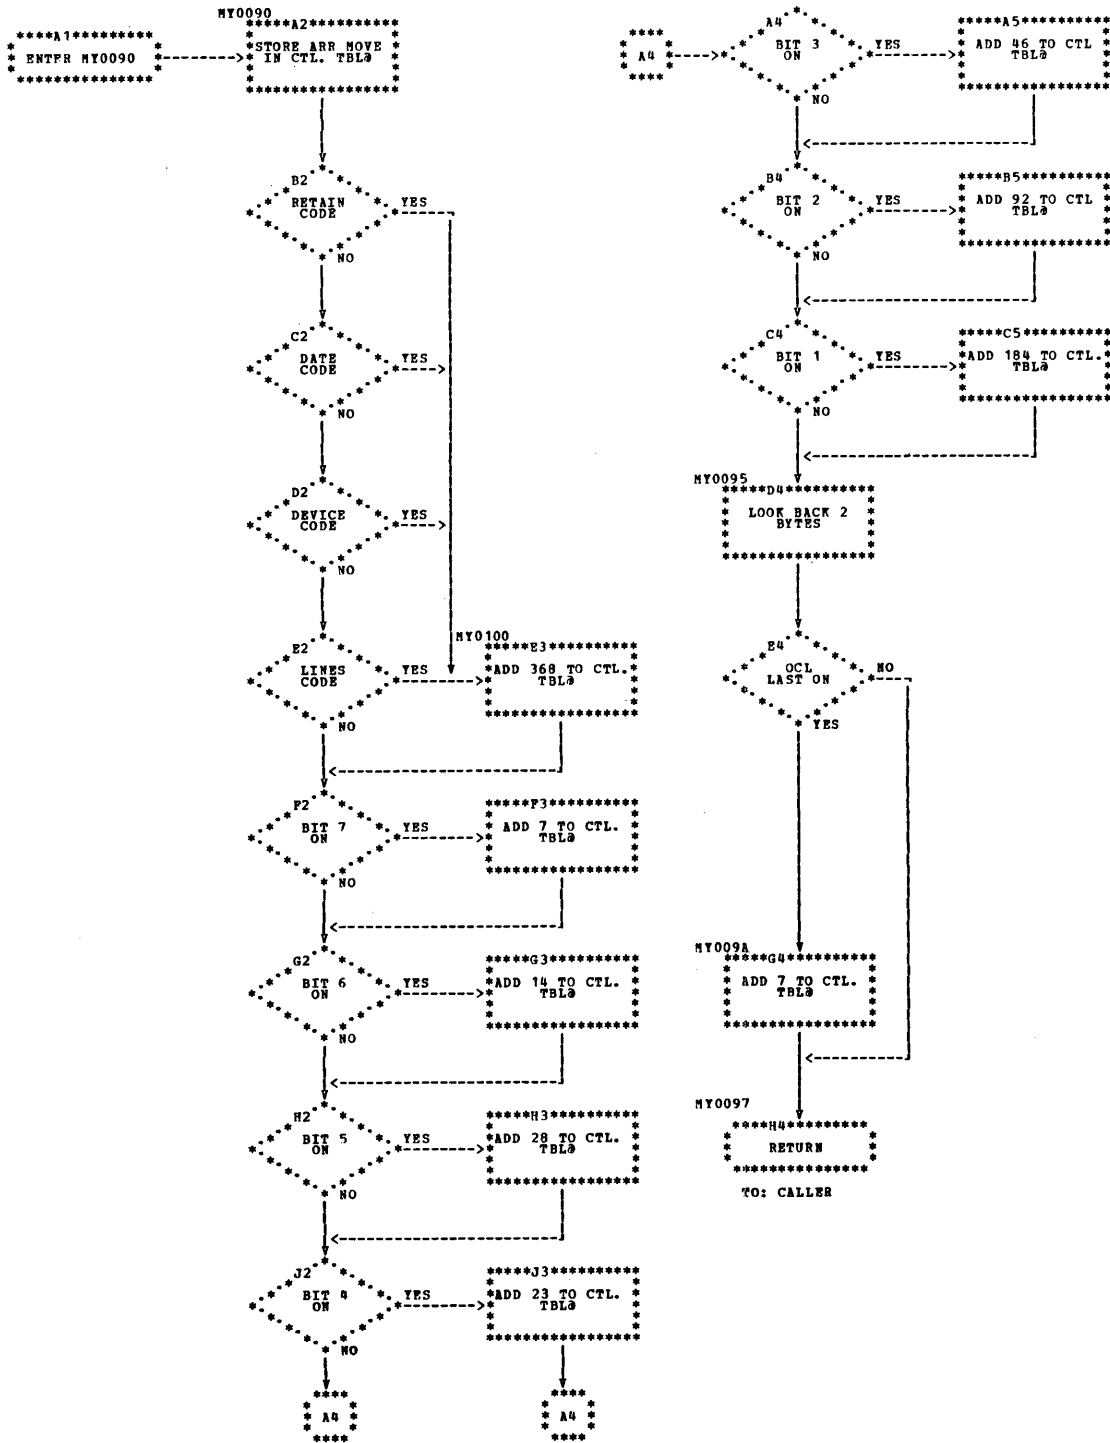 MY0090
A1
ENTFR MY0090
A2
STORE ARR MOVE
IN CTL. TBL@
B2
RETAIN
CODE
YES
NO
C2
DATE
CODE
YES
NO
D2
DEVICE
CODE
YES
NO
E2
LINES
CODE
YES
NO
MY0100
E3
ADD 368 TO CTL.
TBL@
F2
BIT 7
ON
YES
NO
F3
ADD 7 TO CTL.
TBL@
G2
BIT 6
ON
YES
NO
G3
ADD 14 TO CTL.
TBL@
H2
BIT 5
ON
YES
NO
H3
ADD 28 TO CTL.
TBL@
J2
BIT 4
ON
YES
NO
J3
ADD 23 TO CTL.
TBL@
A4
A4
A4
A4
BIT 3
ON
YES
NO
A5
ADD 46 TO CTL
TBL@
B4
BIT 2
ON
YES
NO
B5
ADD 92 TO CTL
TBL@
C4
BIT 1
ON
YES
NO
C5
ADD 184 TO CTL.
TBL@
MY0095
D4
LOOK BACK 2
BYTES
E4
OCL
LAST ON
NO
YES
MY009A
G4
ADD 7 TO CTL.
TBL@
MY0097
H4
RETURN
TO: CALLER